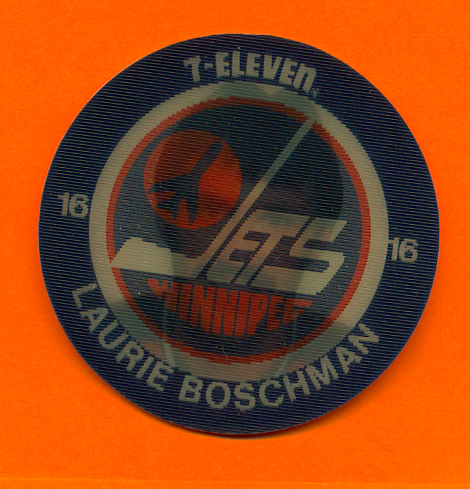 7-ELEVEn
JETS
WINNIPEG
16
16
LAURIE BOSCHMAN